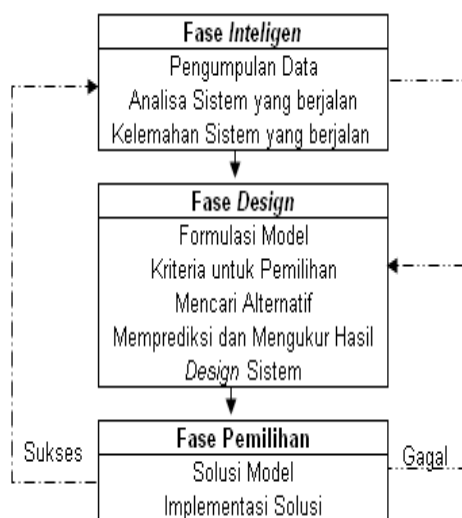 Fase Inteligen
Pengumpulan Data
Analisa Sistem yang berjalan
Kelemahan Sistem yang berjalan
Fase Design
Formulasi Model
Kriteria untuk Pemilihan
Mencari Alternatif
Memprediksi dan Mengukur Hasil
Design Sistem
Fase Pemilihan
Sukses
Gagal
Solusi Model
Implementasi Solusi